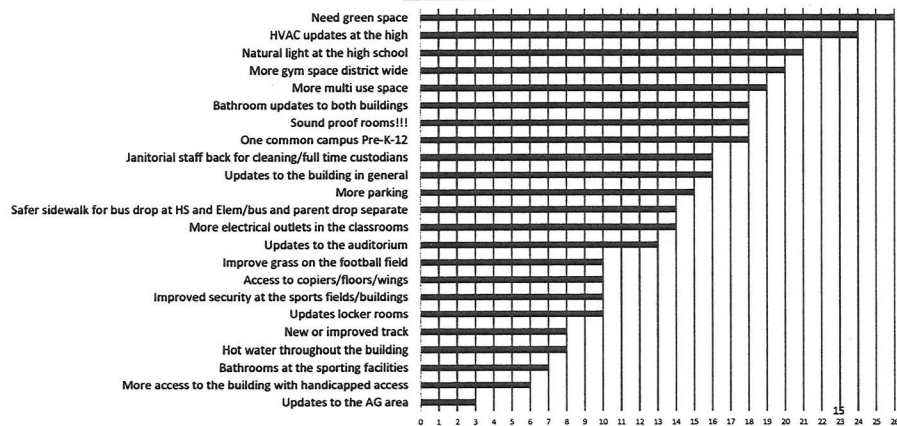 Need green space
HVAC updates at the high
Natural light at the high school
More gym space district wide
More multi use space
Bathroom updates to both buildings
Sound proof rooms!!!
One common campus Pre-K-12
Janitorial staff back for cleaning/full time custodians
Updates to the building in general
More parking
Safer sidewalk for bus drop at HS and Elem/bus and parent drop separate
More electrical outlets in the classrooms
Updates to the auditorium
Improve grass on the football field
Access to copiers/floors/wings
Improved security at the sports fields/buildings
Updates locker rooms
New or improved track
Hot water throughout the building
Bathrooms at the sporting facilities
More access to the building with handicapped access
Updates to the AG area
15
0 1 2 3 4 5 6 7 8 9 10 11 12 13 14 15 16 17 18 19 20 21 22 23 24 25 26